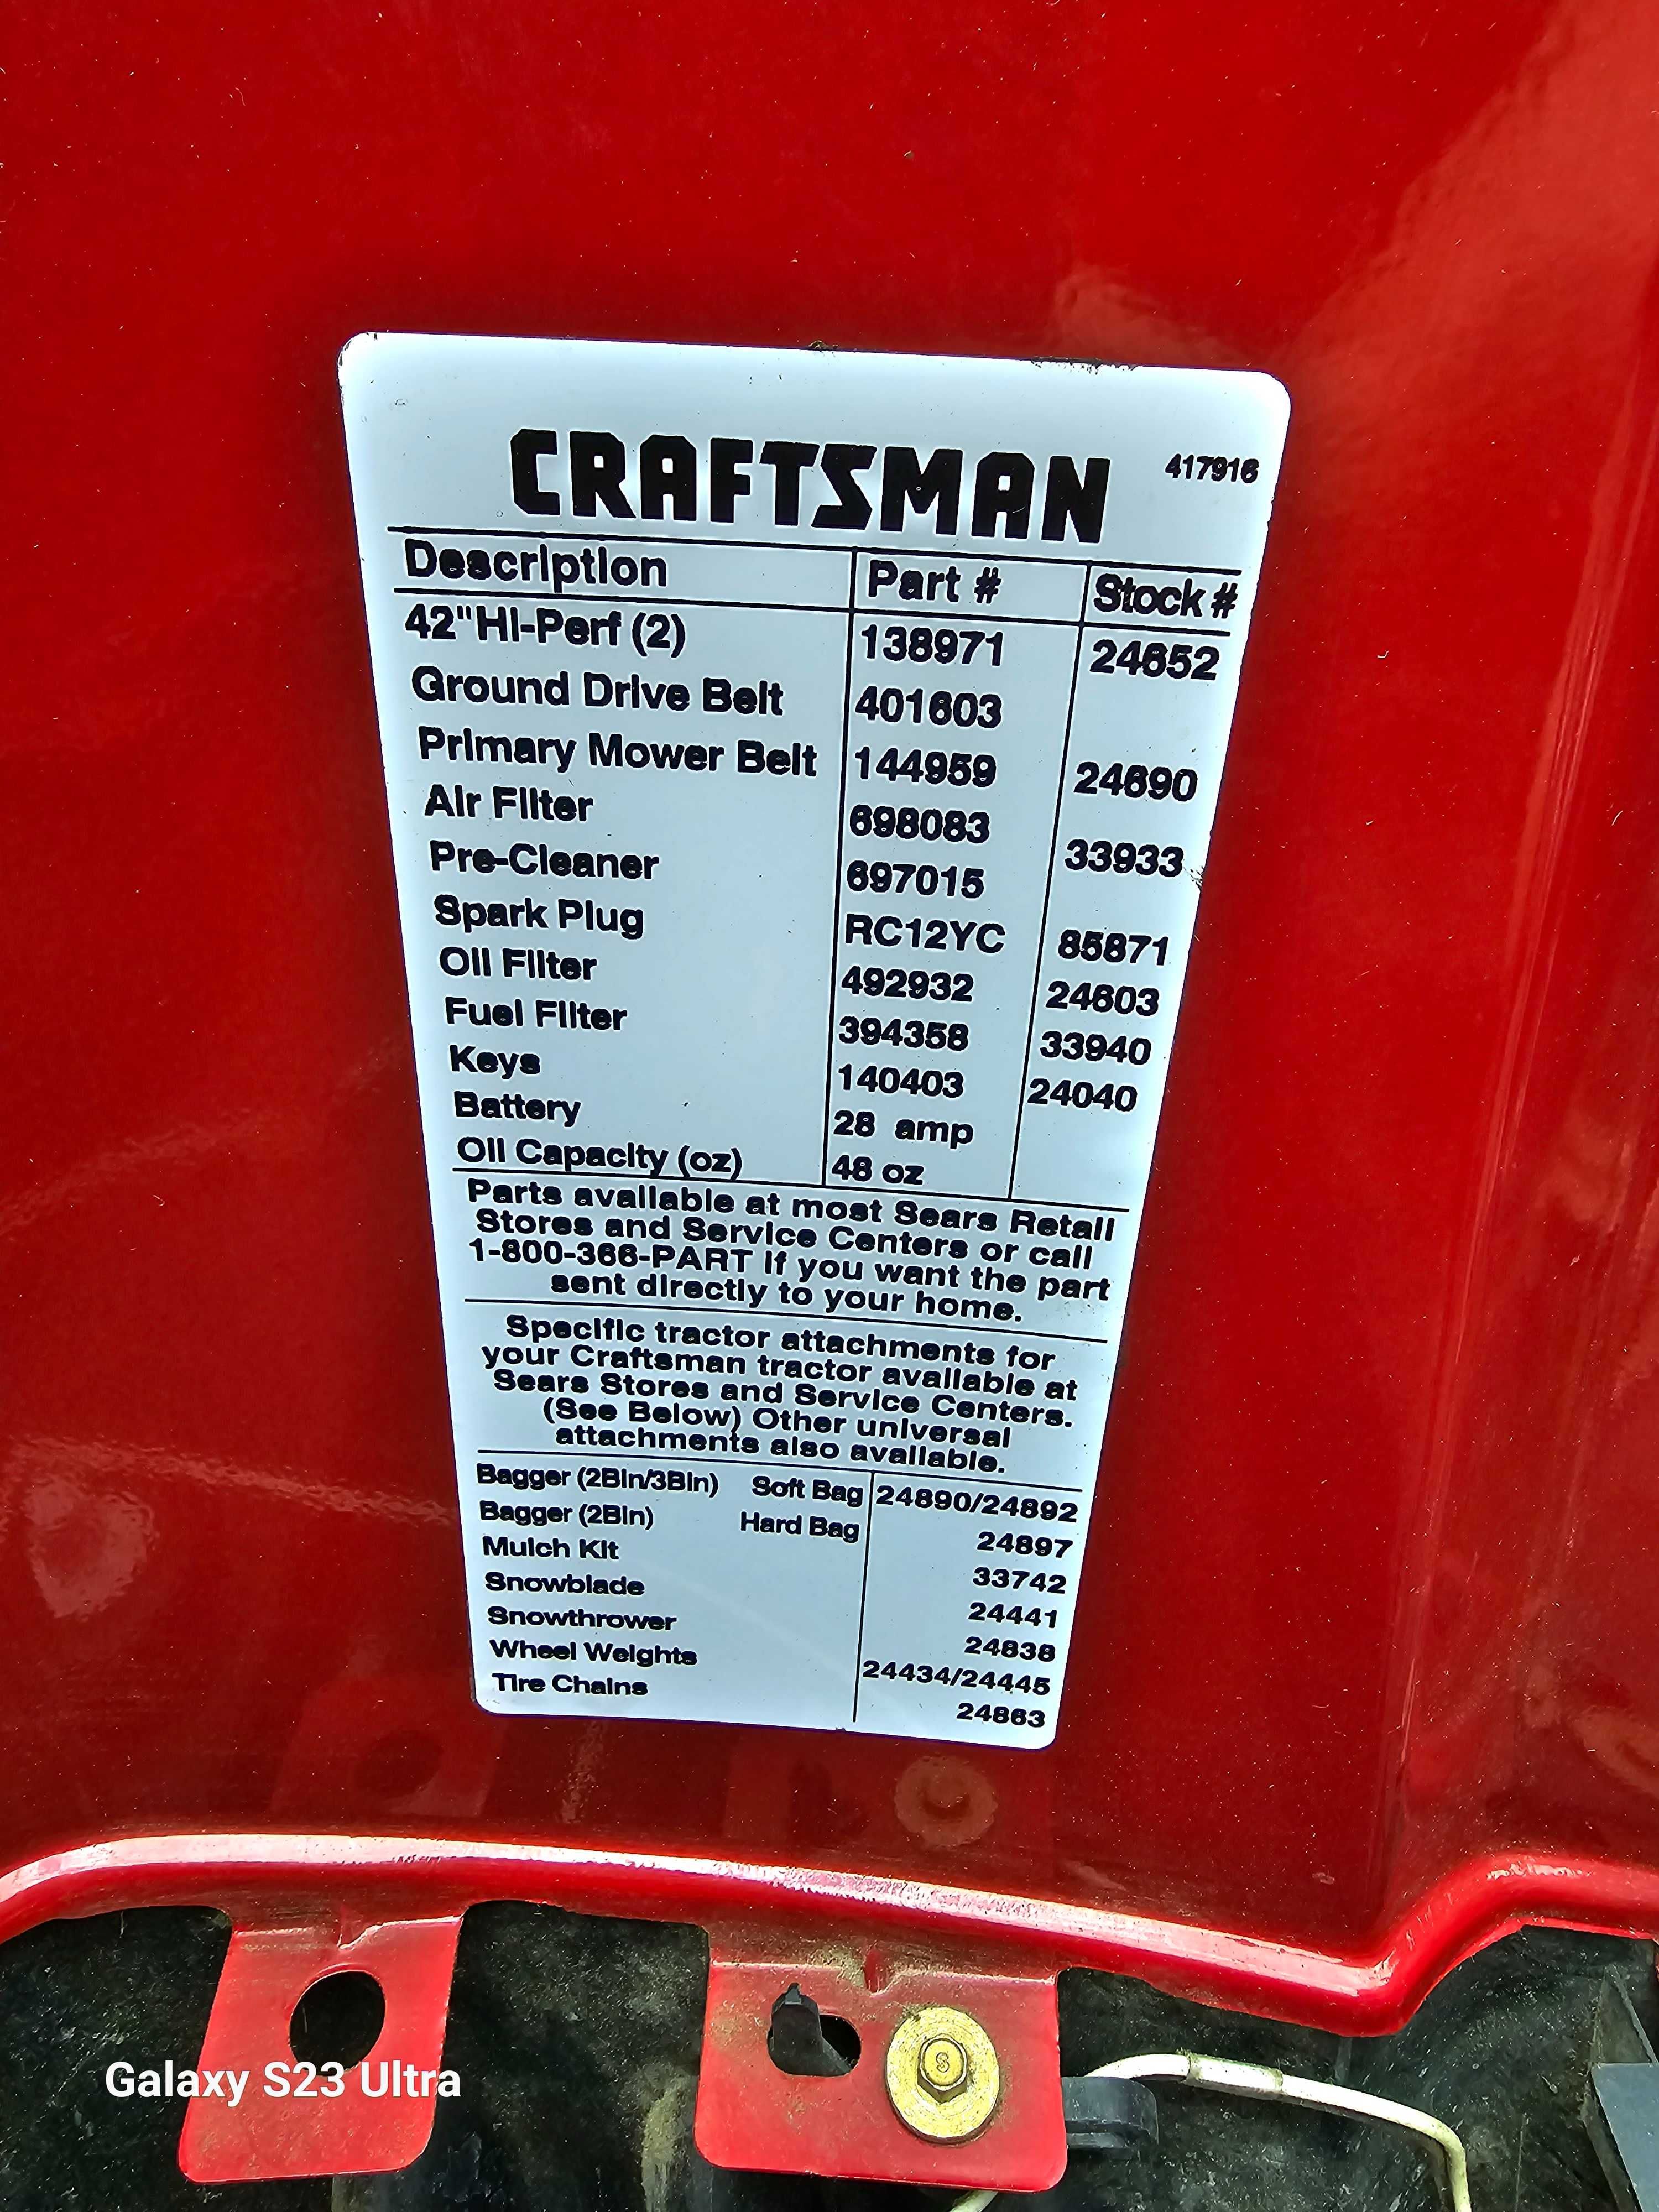 CRAFTSMAN 417916
Description Part # Stock #
42"Hi-Perf (2) 138971 24652
Ground Drive Belt 401603
Primary Mower Belt 144959 24690
Air Filter 698083 33933
Pre-Cleaner 697015
Spark Plug RC12YC 85871
Oil Filter 492932 24603
Fuel Filter 394358 33940
Keys 140403 24040
Battery 28 amp
Oil Capacity (oz) 48 oz
Parts available at most Sears Retail
Stores and Service Centers or call
1-800-366-PART if you want the part
sent directly to your home.
Specific tractor attachments for
your Craftsman tractor available at
Sears Stores and Service Centers.
(See Below) Other universal
attachments also available.
Bagger (2Bin/3Bin) Soft Bag 24890/24892
Bagger (2Bin) Hard Bag 24897
Mulch Kit 33742
Snowblade 24441
Snowthrower 24838
Wheel Weights 24434/24445
Tire Chains 24863
S
Galaxy S23 Ultra